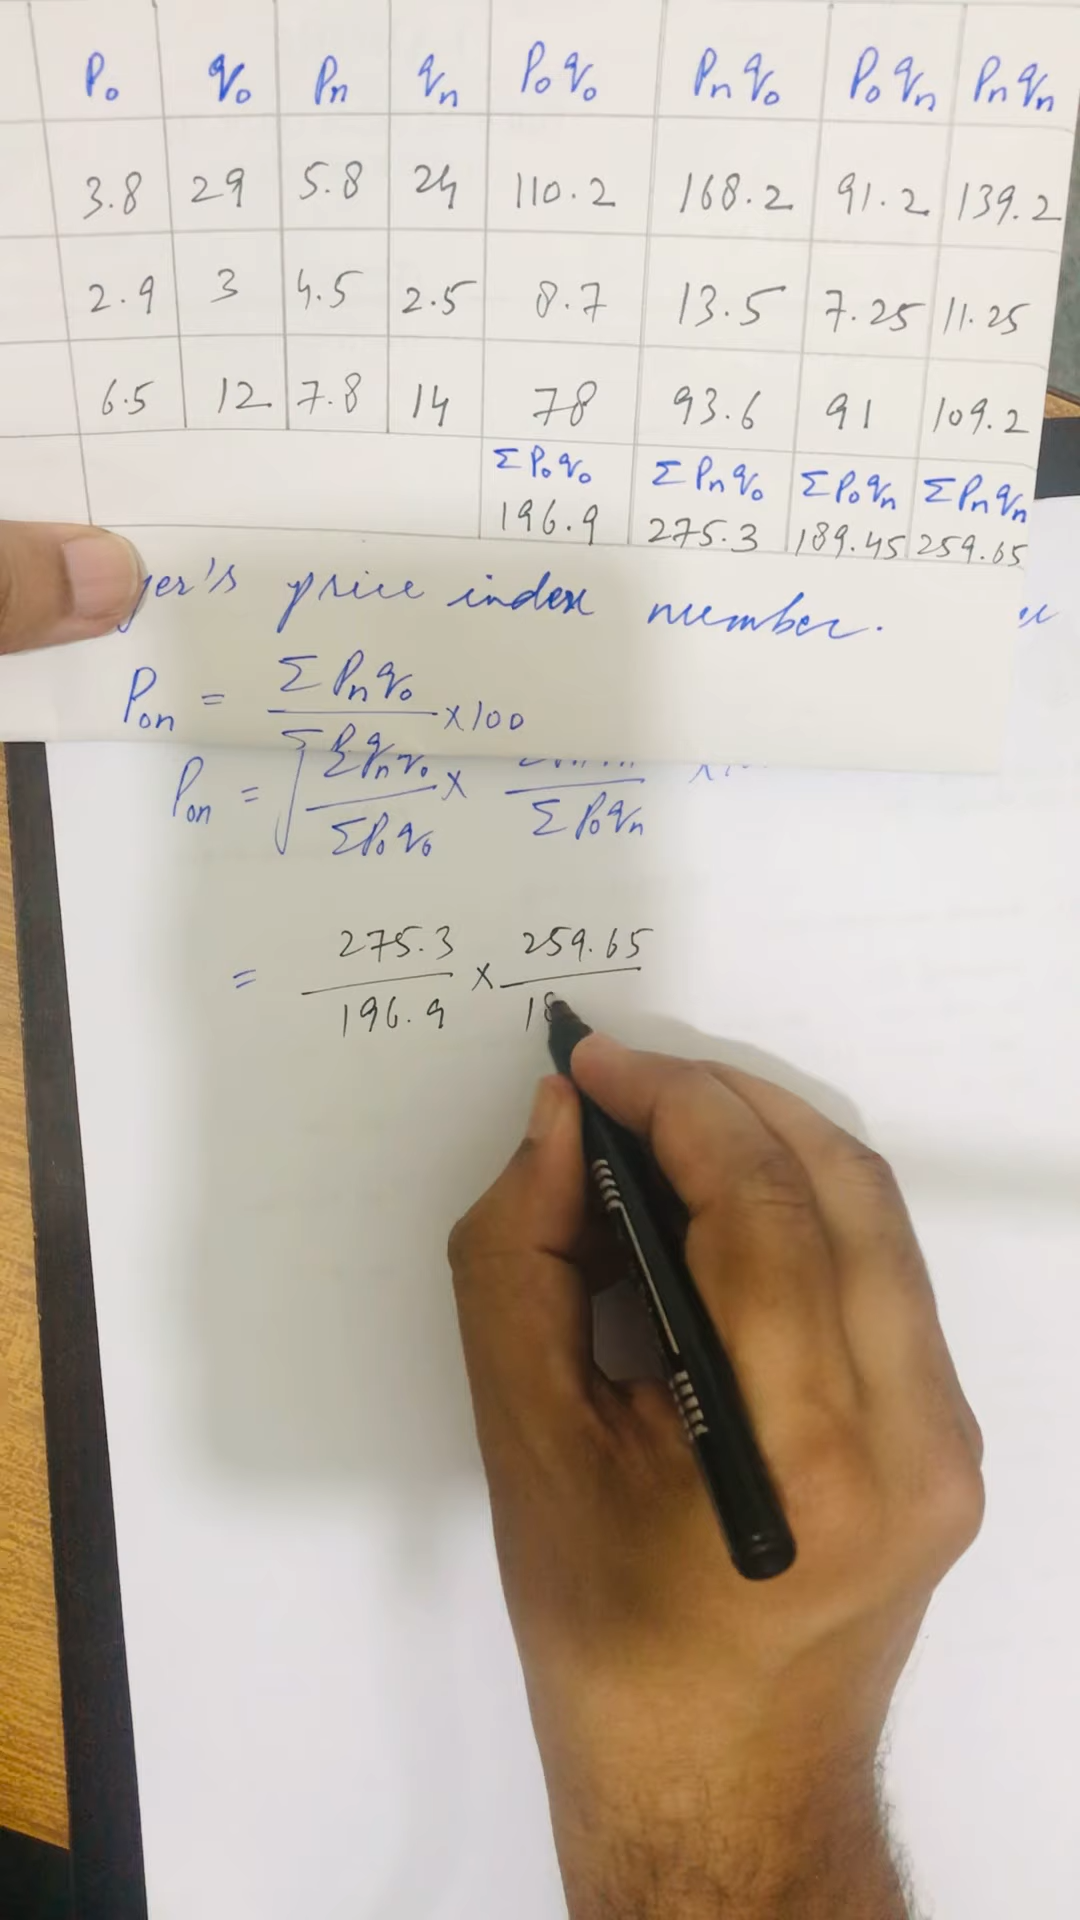 P₀ q₀ Pₙ qₙ P₀q₀ Pₙq₀ P₀qₙ Pₙqₙ
3.8 29 5.8 24 110.2 168.2 91.2 139.2
2.9 3 4.5 2.5 8.7 13.5 7.25 11.25
6.5 12 7.8 14 78 93.6 91 109.2
ΣP₀q₀ ΣPₙq₀ ΣP₀qₙ ΣPₙqₙ
196.9 275.3 189.45 259.65
yer's price index number.
P₀ₙ = ΣPₙq₀ / ×100
P₀ₙ = √ / ΣP₀q₀ × / ΣP₀qₙ
= 275.3 / 196.9 × 259.65 / 18